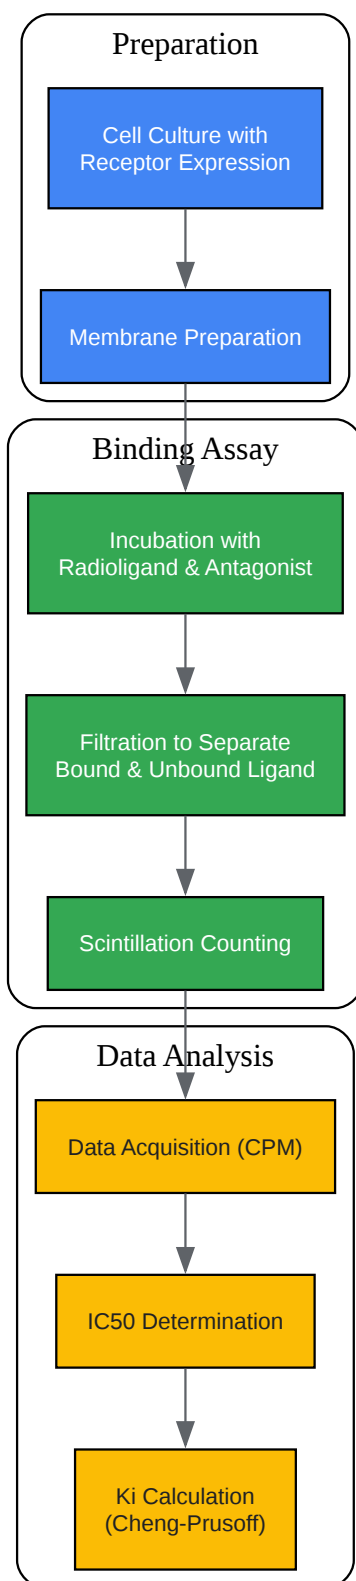 Preparation
Cell Culture with
Receptor Expression
Membrane Preparation
Binding Assay
Incubation with
Radioligand & Antagonist
Filtration to Separate
Bound & Unbound Ligand
Scintillation Counting
Data Analysis
Data Acquisition (CPM)
IC50 Determination
Ki Calculation
(Cheng-Prusoff)